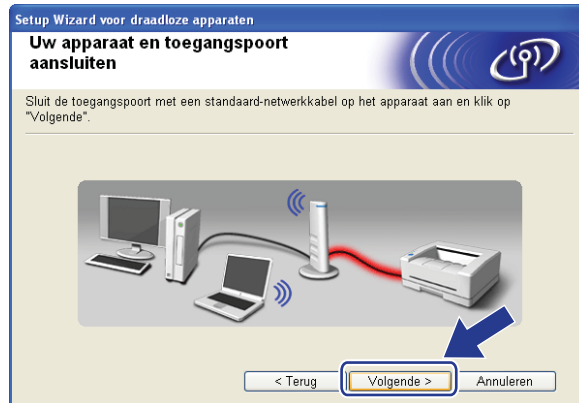 Setup Wizard voor draadloze apparaten
Uw apparaat en toegangspoort
aansluiten
Sluit de toegangspoort met een standaard-netwerkkabel op het apparaat aan en klik op
"Volgende".
< Terug
Volgende >
Annuleren